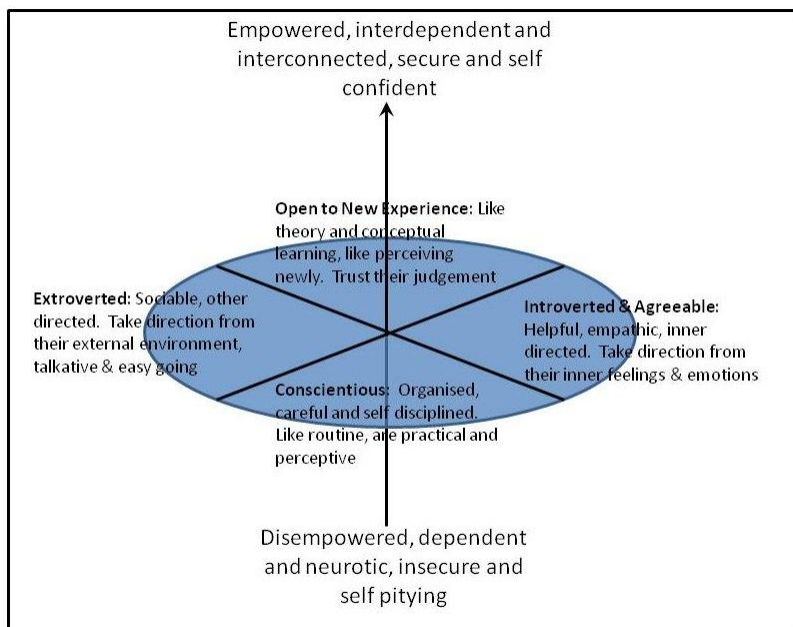 Empowered, interdependent and
interconnected, secure and self
confident
Open to New Experience: Like
theory and conceptual
learning, like perceiving
newly. Trust their judgement
Extroverted: Sociable, other
directed. Take direction from
their external environment,
talkative & easy going
Introverted & Agreeable:
Helpful, empathic, inner
directed. Take direction from
their inner feelings & emotions
Conscientious: Organised,
careful and self disciplined.
Like routine, are practical and
perceptive
Disempowered, dependent
and neurotic, insecure and
self pitying